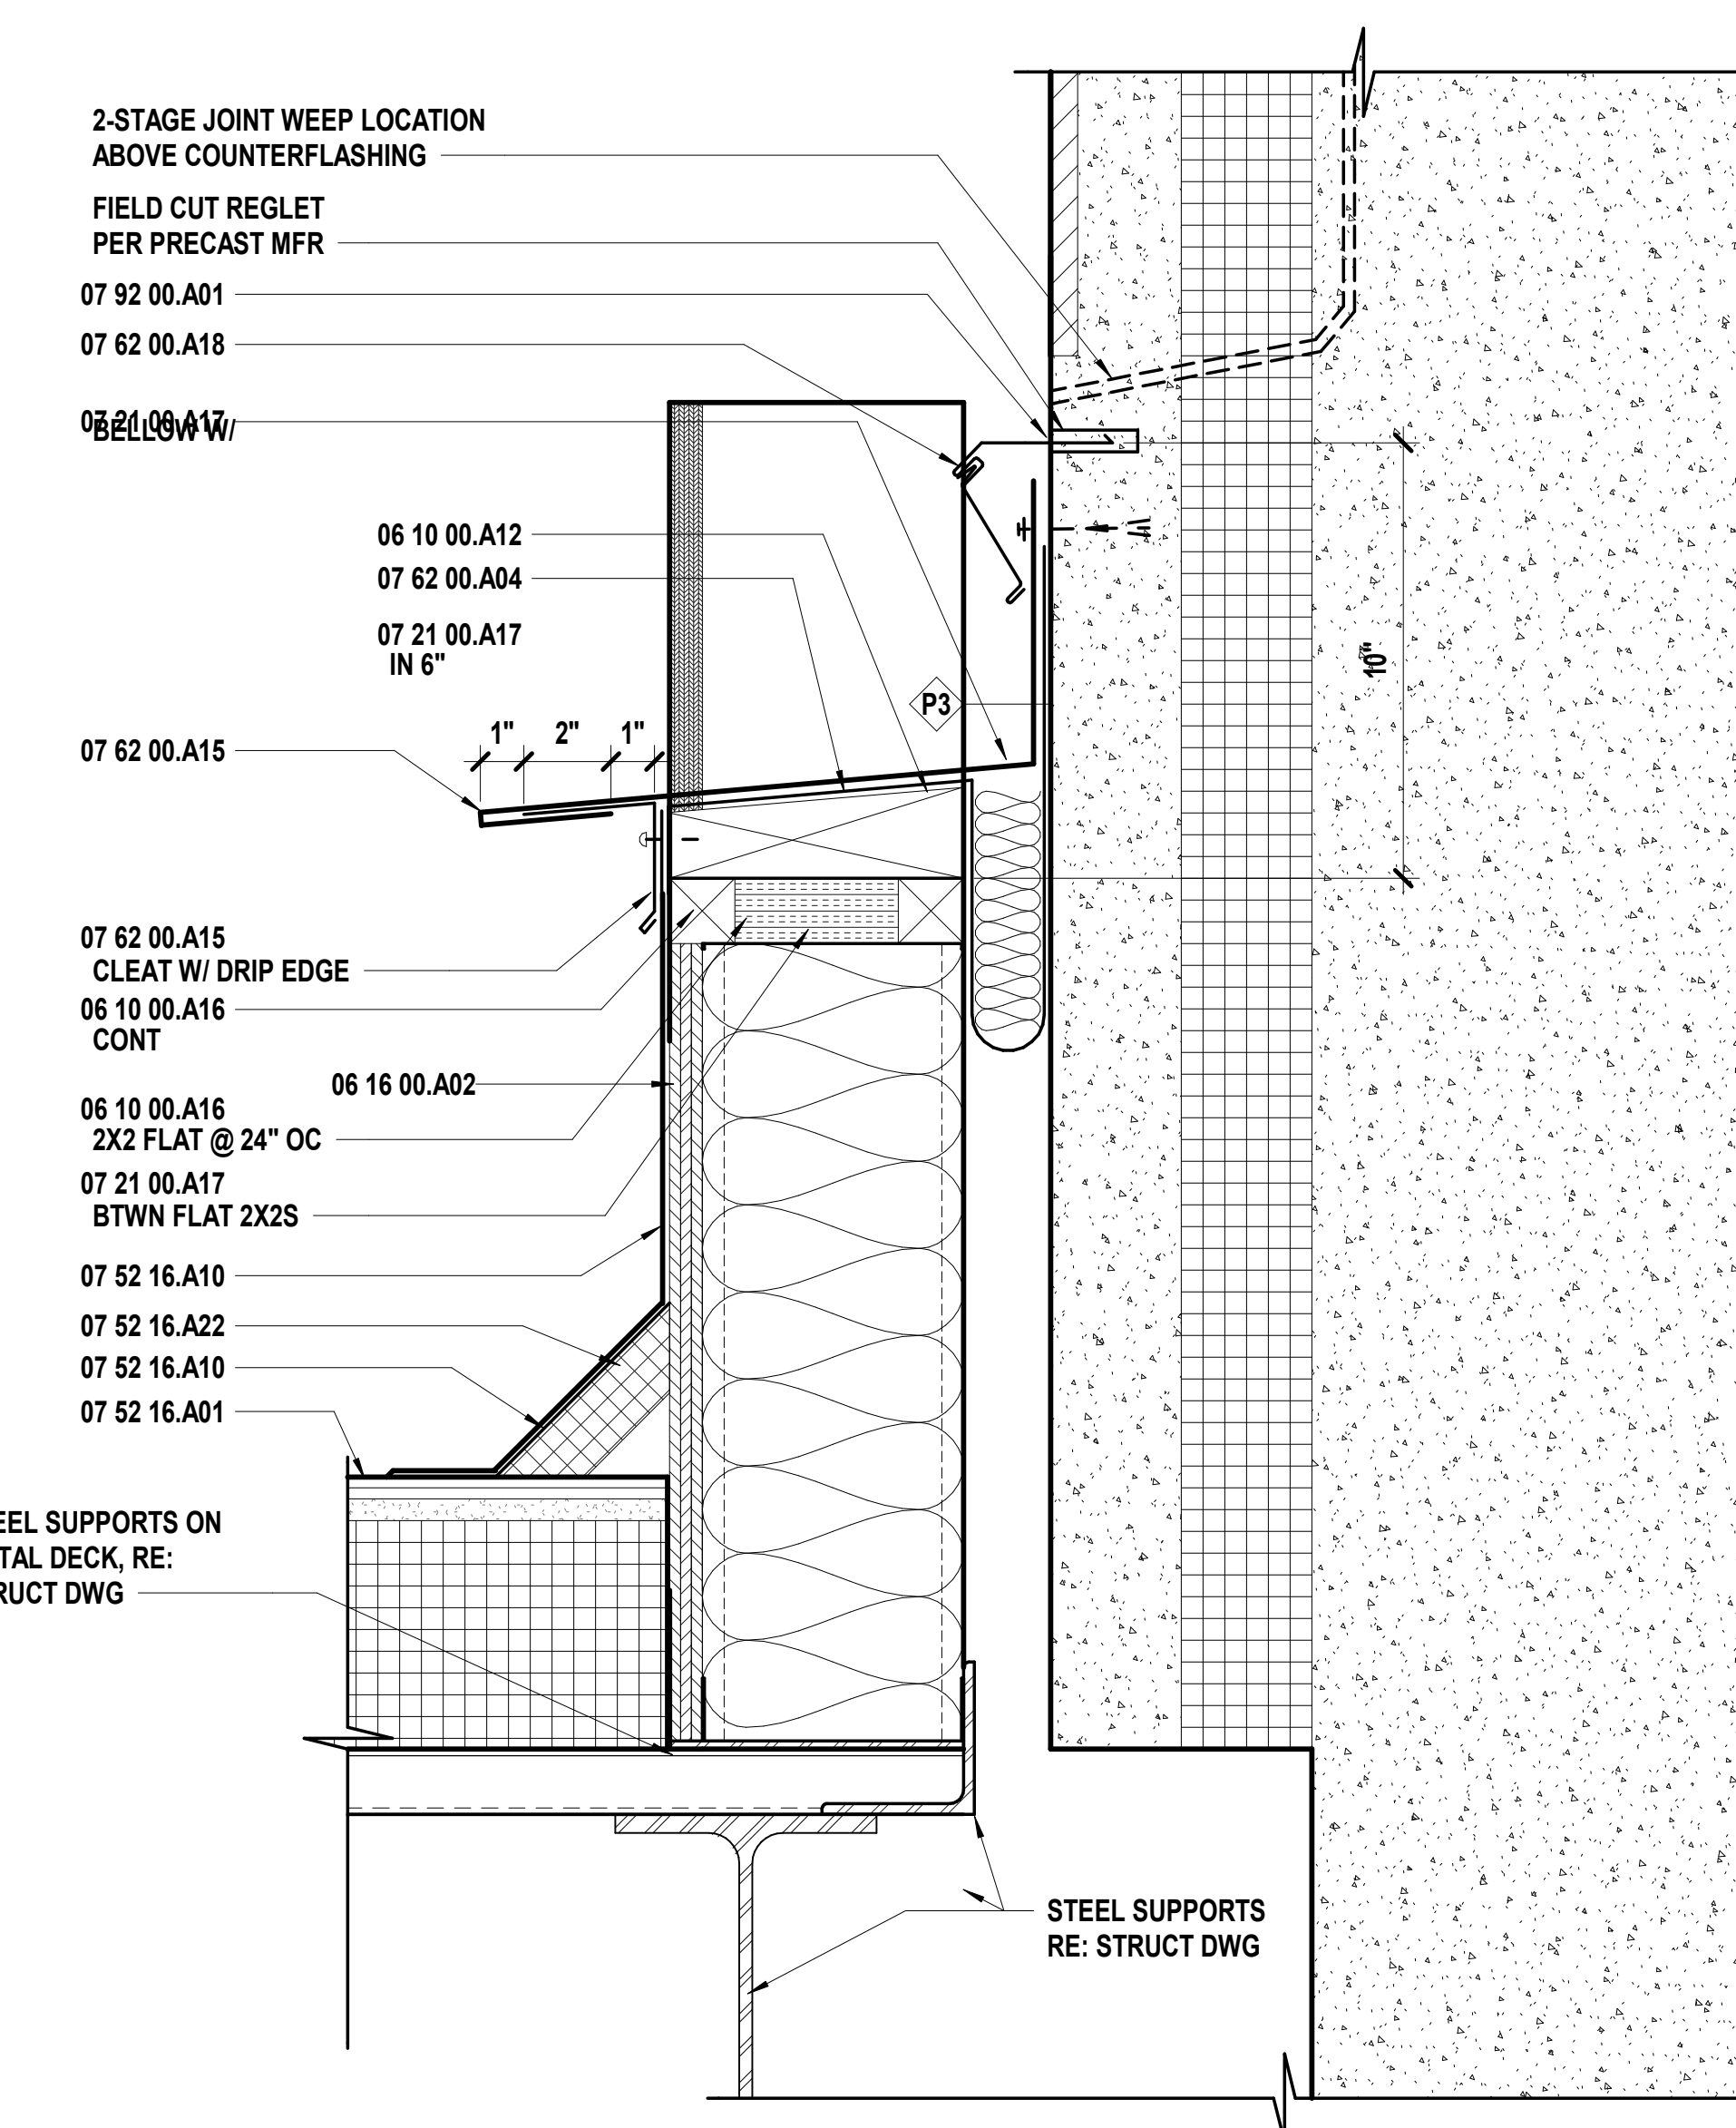 2-STAGE JOINT WEEP LOCATION
ABOVE COUNTERFLASHING
FIELD CUT REGLET
PER PRECAST MFR
07 92 00.A01
07 62 00.A18
07 21 00.A17
BELLOW W/
06 10 00.A12
07 62 00.A04
07 21 00.A17
IN 6"
P3
10"
1" 2" 1"
07 62 00.A15
07 62 00.A15
CLEAT W/ DRIP EDGE
06 10 00.A16
CONT
06 16 00.A02
06 10 00.A16
2X2 FLAT @ 24" OC
07 21 00.A17
BTWN FLAT 2X2S
07 52 16.A10
07 52 16.A22
07 52 16.A10
07 52 16.A01
EEL SUPPORTS ON
TAL DECK, RE:
RUCT DWG
STEEL SUPPORTS
RE: STRUCT DWG